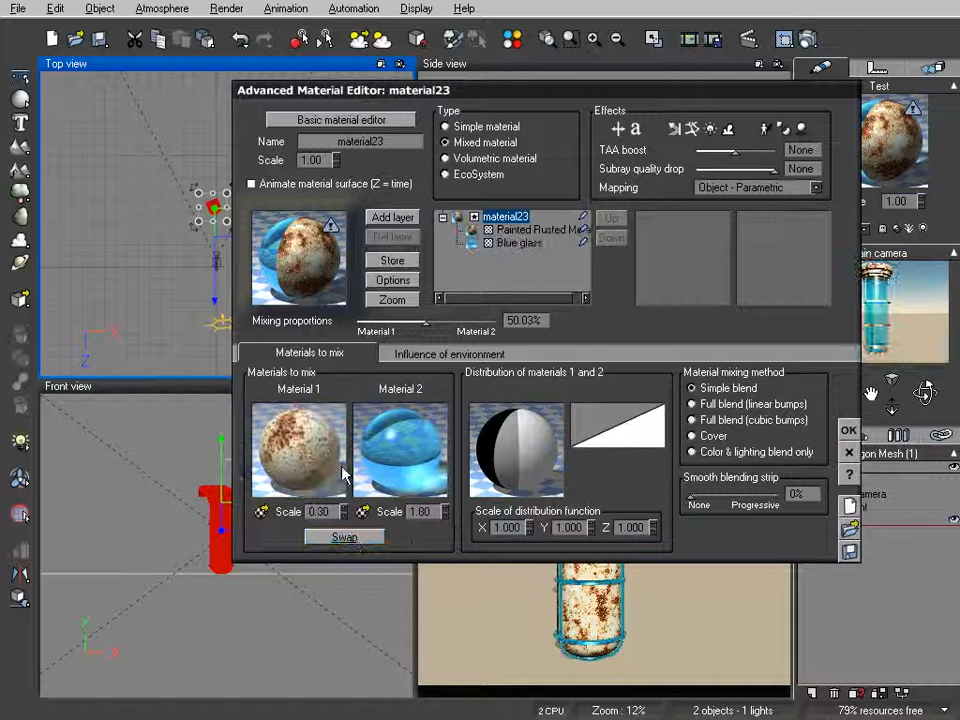 File Edit Object Atmosphere Render Animation Automation Display Help
Top view
Side view
Advanced Material Editor: material23
Basic material editor
Name material23
Scale 1.00
Animate material surface (Z = time)
Type
Simple material
Mixed material
Volumetric material
EcoSystem
Effects
TAA boost None
Subray quality drop None
Mapping Object - Parametric
Test
1.00
Add layer
Del layer
Store
Options
Zoom
material23
Painted Rusted Me
Blue glass
Up
Down
Mixing proportions 50.03%
Material 1 Material 2
Materials to mix
Influence of environment
Materials to mix
Material 1
Material 2
Scale 0.30
Scale 1.60
Swap
Distribution of materials 1 and 2
Scale of distribution function
X 1.000 Y 1.000 Z 1.000
Material mixing method
Simple blend
Full blend (linear bumps)
Full blend (cubic bumps)
Cover
Color & lighting blend only
Smooth blending strip
0%
None Progressive
OK
ain camera
gon Mesh (1)
amera
Front view
2 CPU Zoom : 12% 2 objects - 1 lights 79% resources free